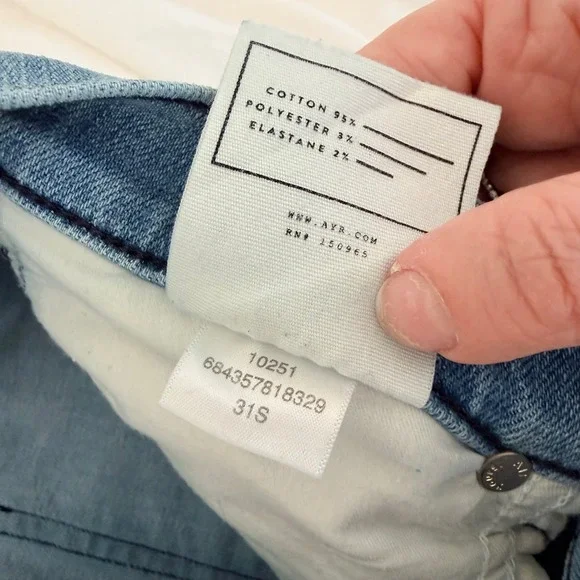 COTTON 95%
POLYESTER 3%
ELASTANE 2%
WWW.AYR.COM
RN# 150965
10251
684357818329
31S